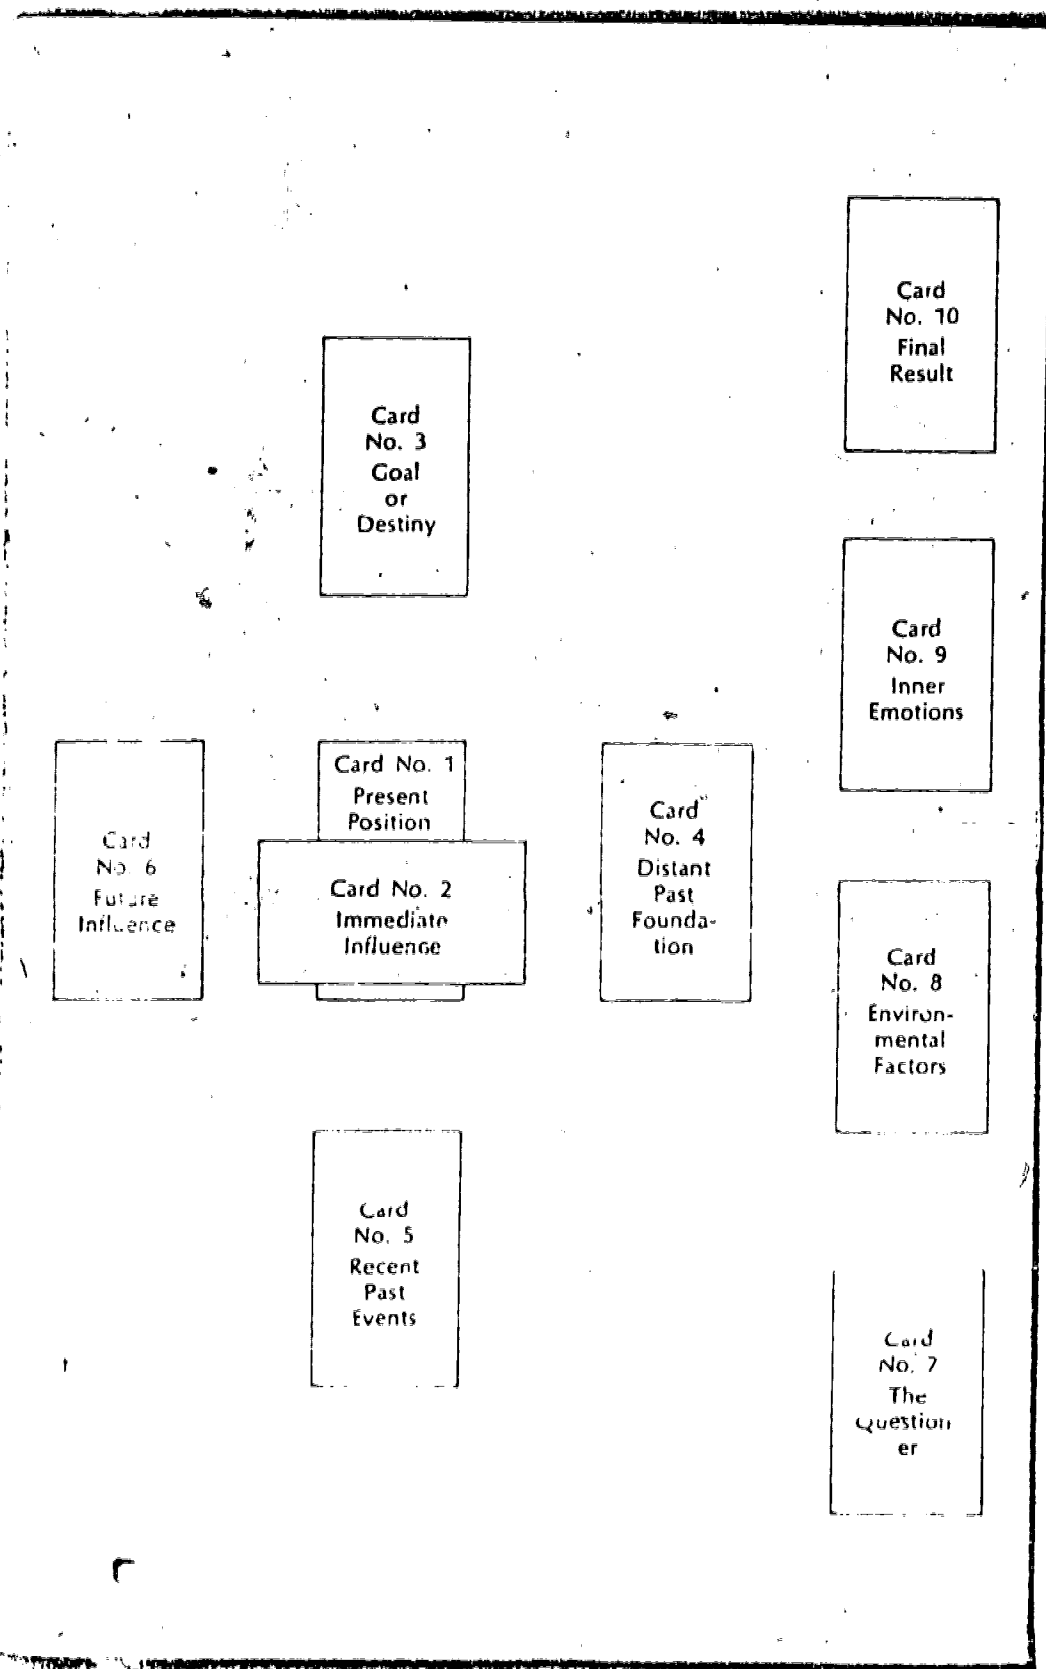 Card
No. 10
Final
Result
Card
No. 3
Goal
or
Destiny
Card
No. 9
Inner
Emotions
Card No. 1
Present
Position
Card
No. 6
Future
Influence
Card No. 2
Immediate
Influence
Card
No. 4
Distant
Past
Founda-
tion
Card
No. 8
Environ-
mental
Factors
Card
No. 5
Recent
Past
Events
Card
No. 7
The
Question
er